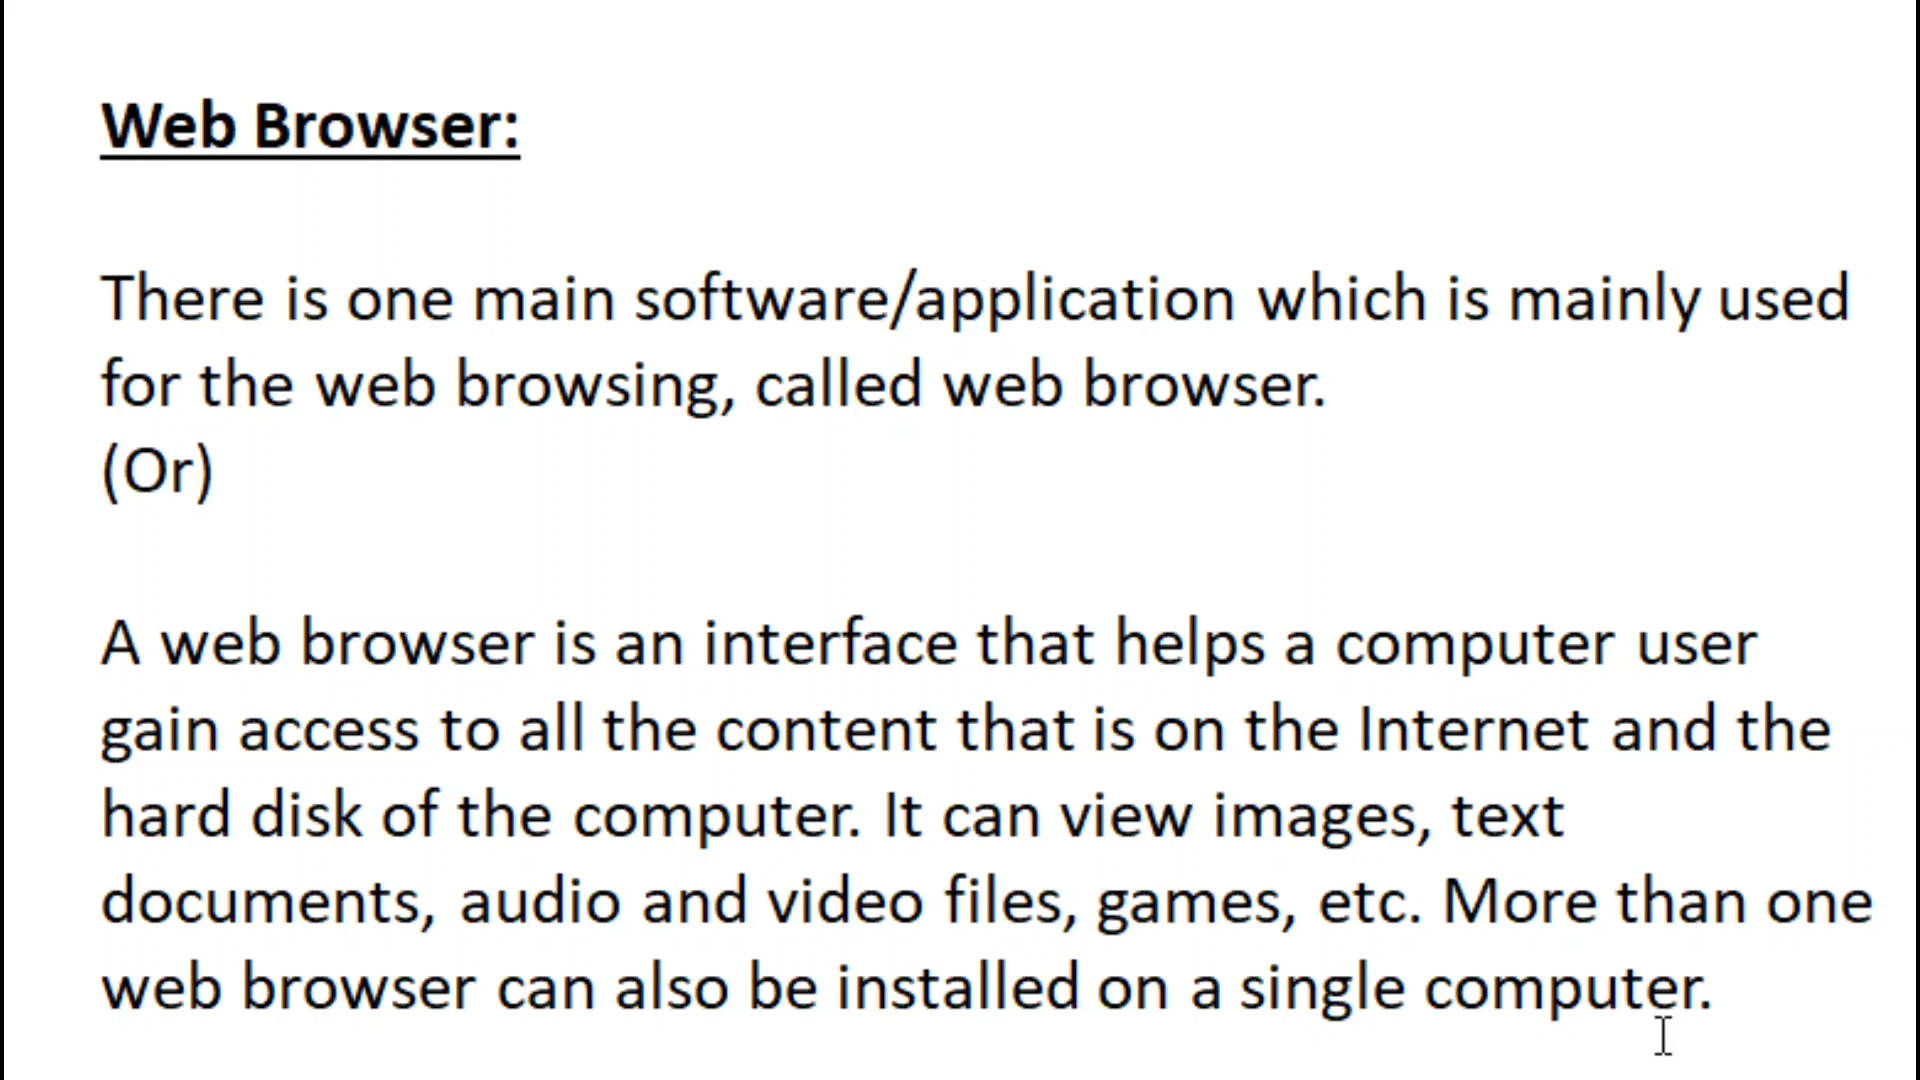 Web Browser:
There is one main software/application which is mainly used
for the web browsing, called web browser.
(Or)
A web browser is an interface that helps a computer user
gain access to all the content that is on the Internet and the
hard disk of the computer. It can view images, text
documents, audio and video files, games, etc. More than one
web browser can also be installed on a single computer.